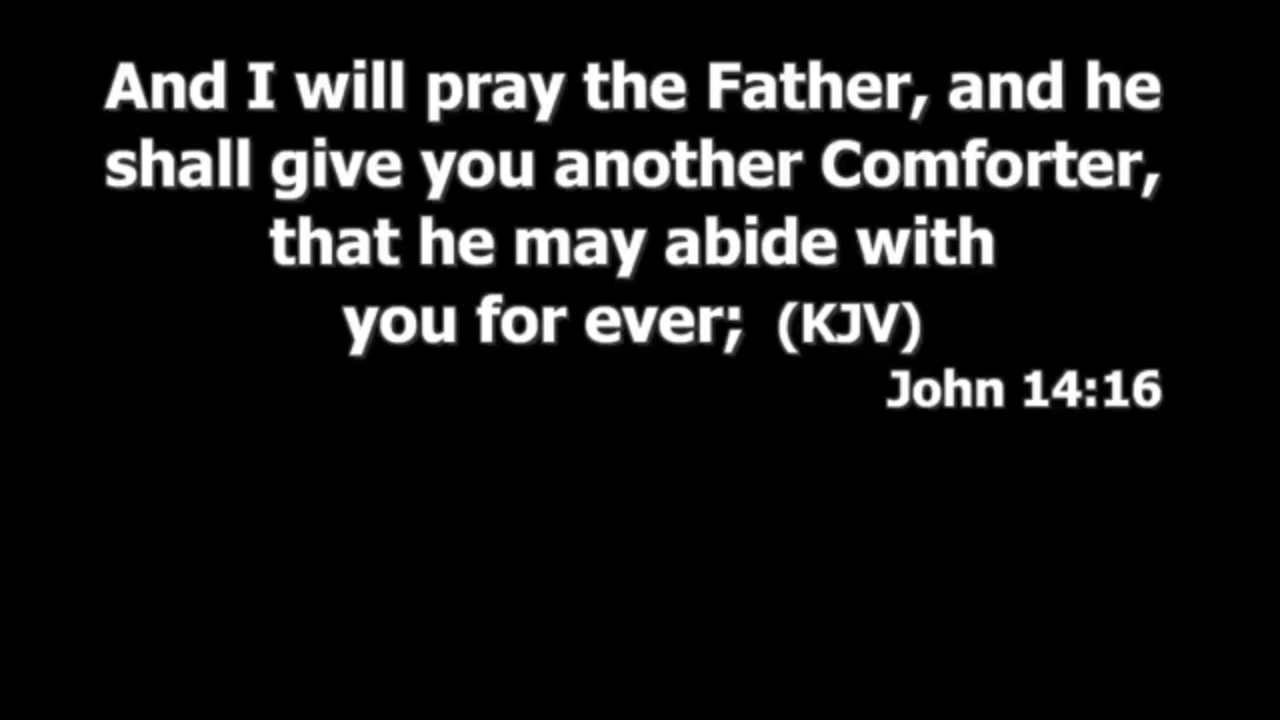 And I will pray the Father, and he
shall give you another Comforter,
that he may abide with
you for ever; (KJV)
John 14:16